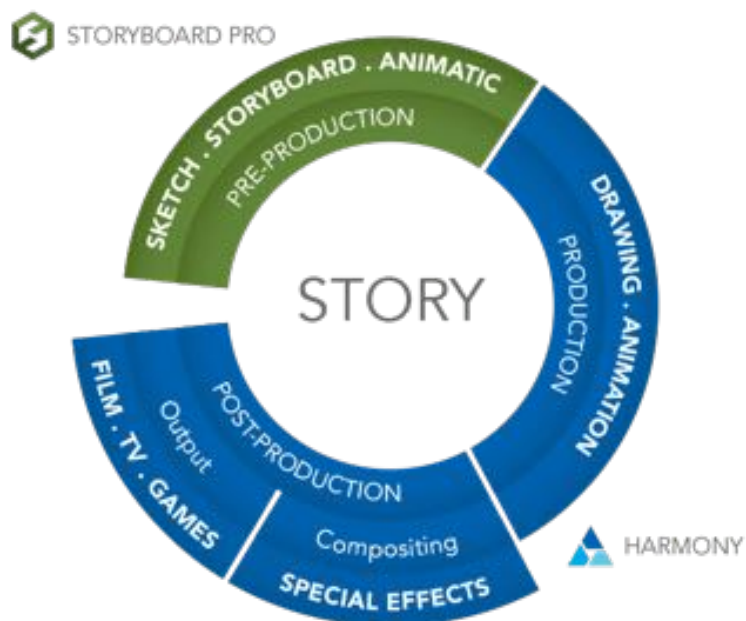 STORYBOARD PRO
SKETCH . STORYBOARD . ANIMATIC
PRE-PRODUCTION
DRAWING . ANIMATION
PRODUCTION
STORY
POST-PRODUCTION
Output
FILM . TV . GAMES
Compositing
SPECIAL EFFECTS
HARMONY